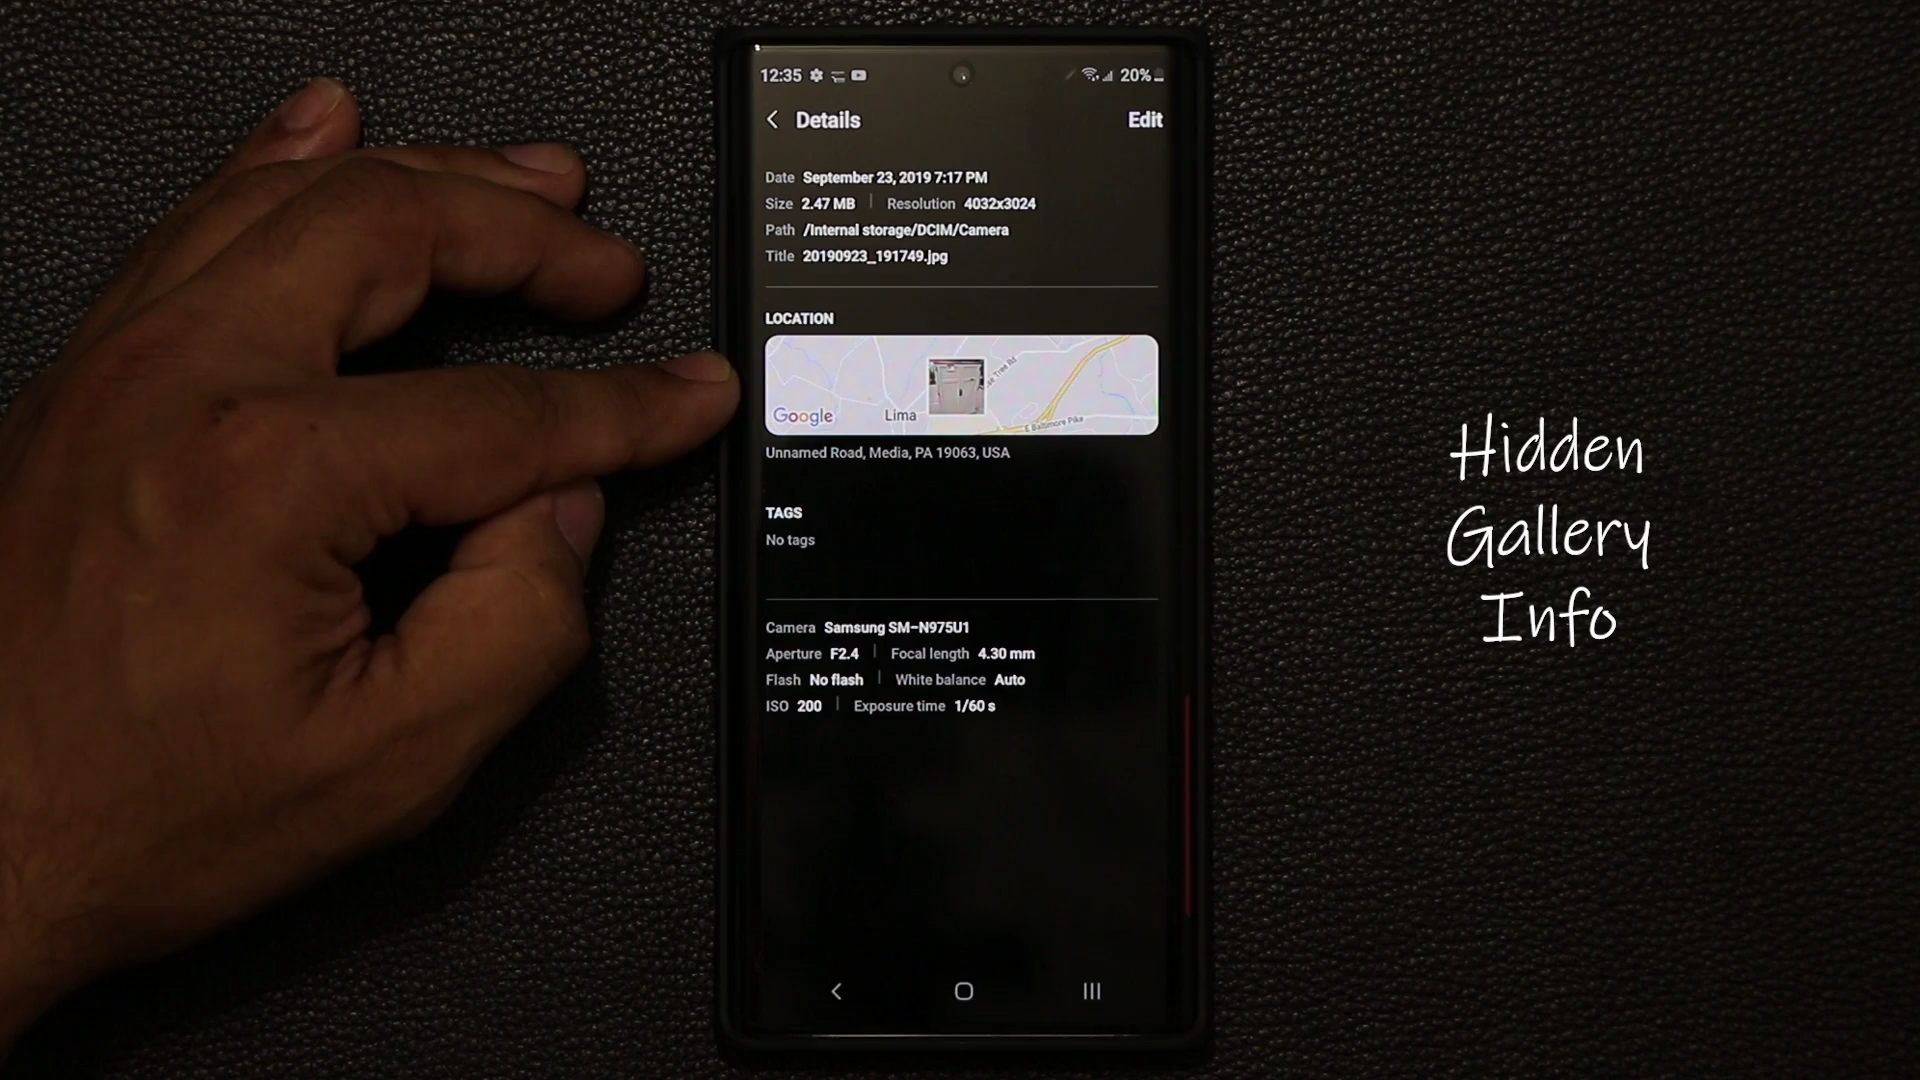 12:35 20%
Details Edit
Date September 23, 2019 7:17 PM
Size 2.47 MB | Resolution 4032x3024
Path /Internal storage/DCIM/Camera
Title 20190923_191749.jpg
LOCATION
Tree Rd
Google Lima E Baltimore Pike
Unnamed Road, Media, PA 19063, USA
TAGS
No tags
Camera Samsung SM-N975U1
Aperture F2.4 | Focal length 4.30 mm
Flash No flash | White balance Auto
ISO 200 | Exposure time 1/60 s
Hidden
Gallery
Info